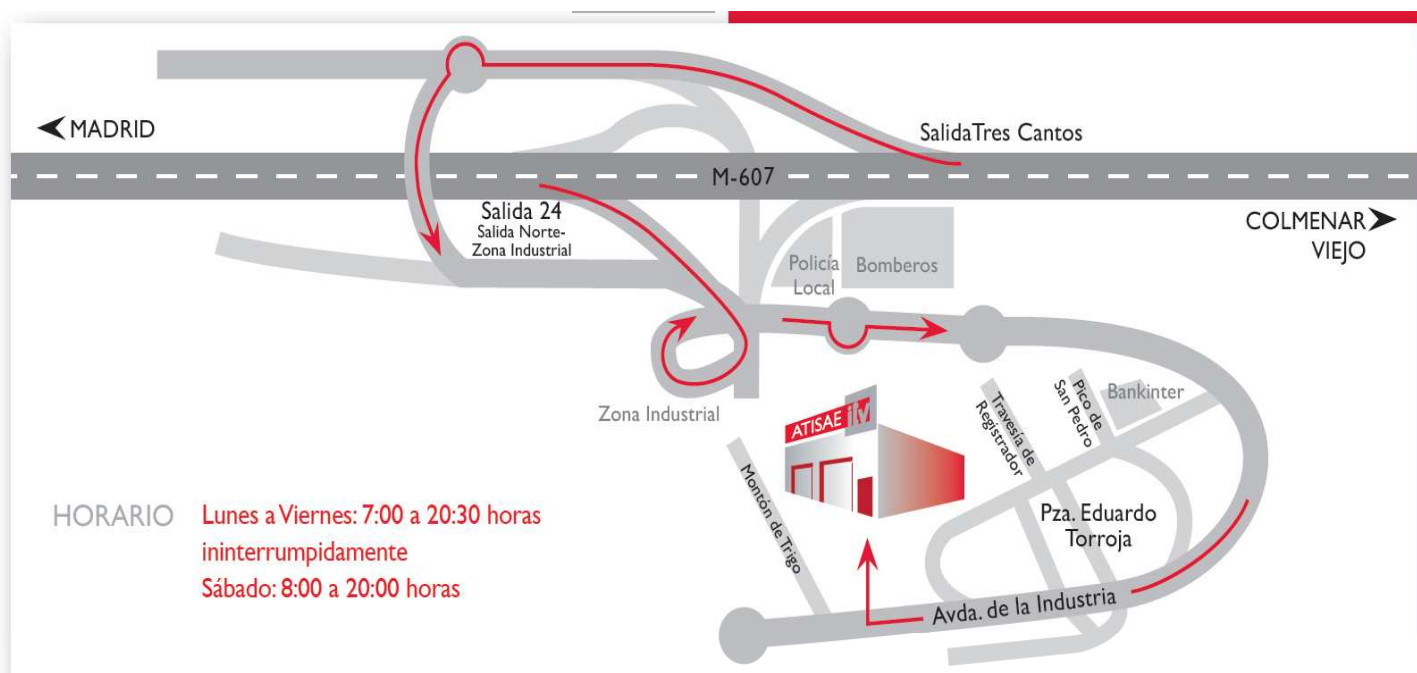 MADRID
SalidaTres Cantos
M-607
Salida 24
Salida Norte-
Zona Industrial
COLMENAR
VIEJO
Policía
Local
Bomberos
Zona Industrial
ATISAE itv
Travesía de
Registrador
Pico de
San Pedro
Bankinter
Montón de Trigo
Pza. Eduardo
Torroja
Avda. de la Industria
HORARIO
Lunes a Viernes: 7:00 a 20:30 horas
ininterrumpidamente
Sábado: 8:00 a 20:00 horas